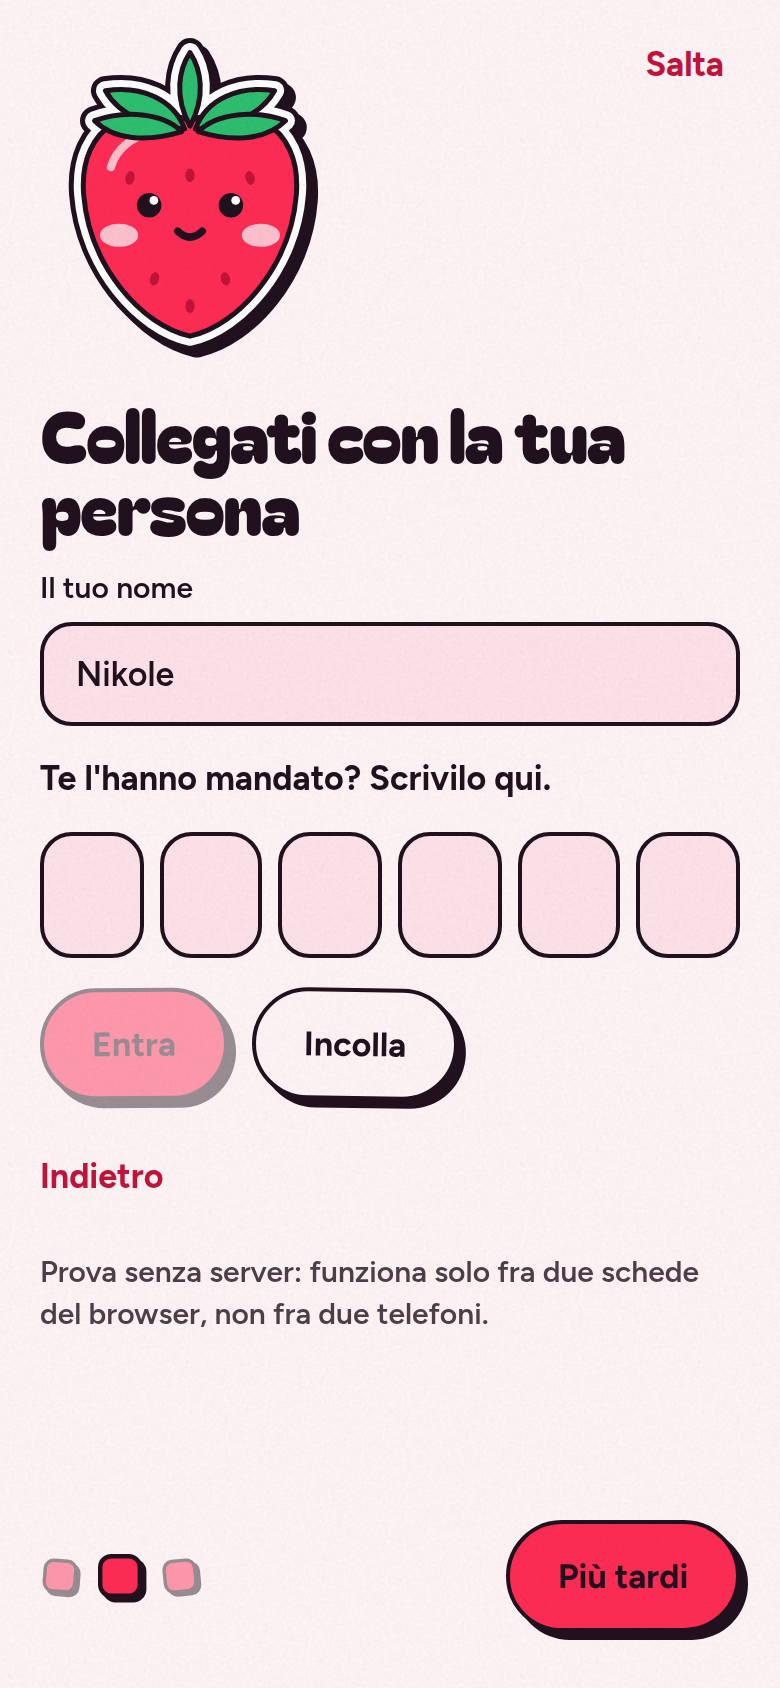 Salta
Collegati con la tua
persona
Il tuo nome
Nikole
Te l'hanno mandato? Scrivilo qui.
Entra
Incolla
Indietro
Prova senza server: funziona solo fra due schede
del browser, non fra due telefoni.
Più tardi